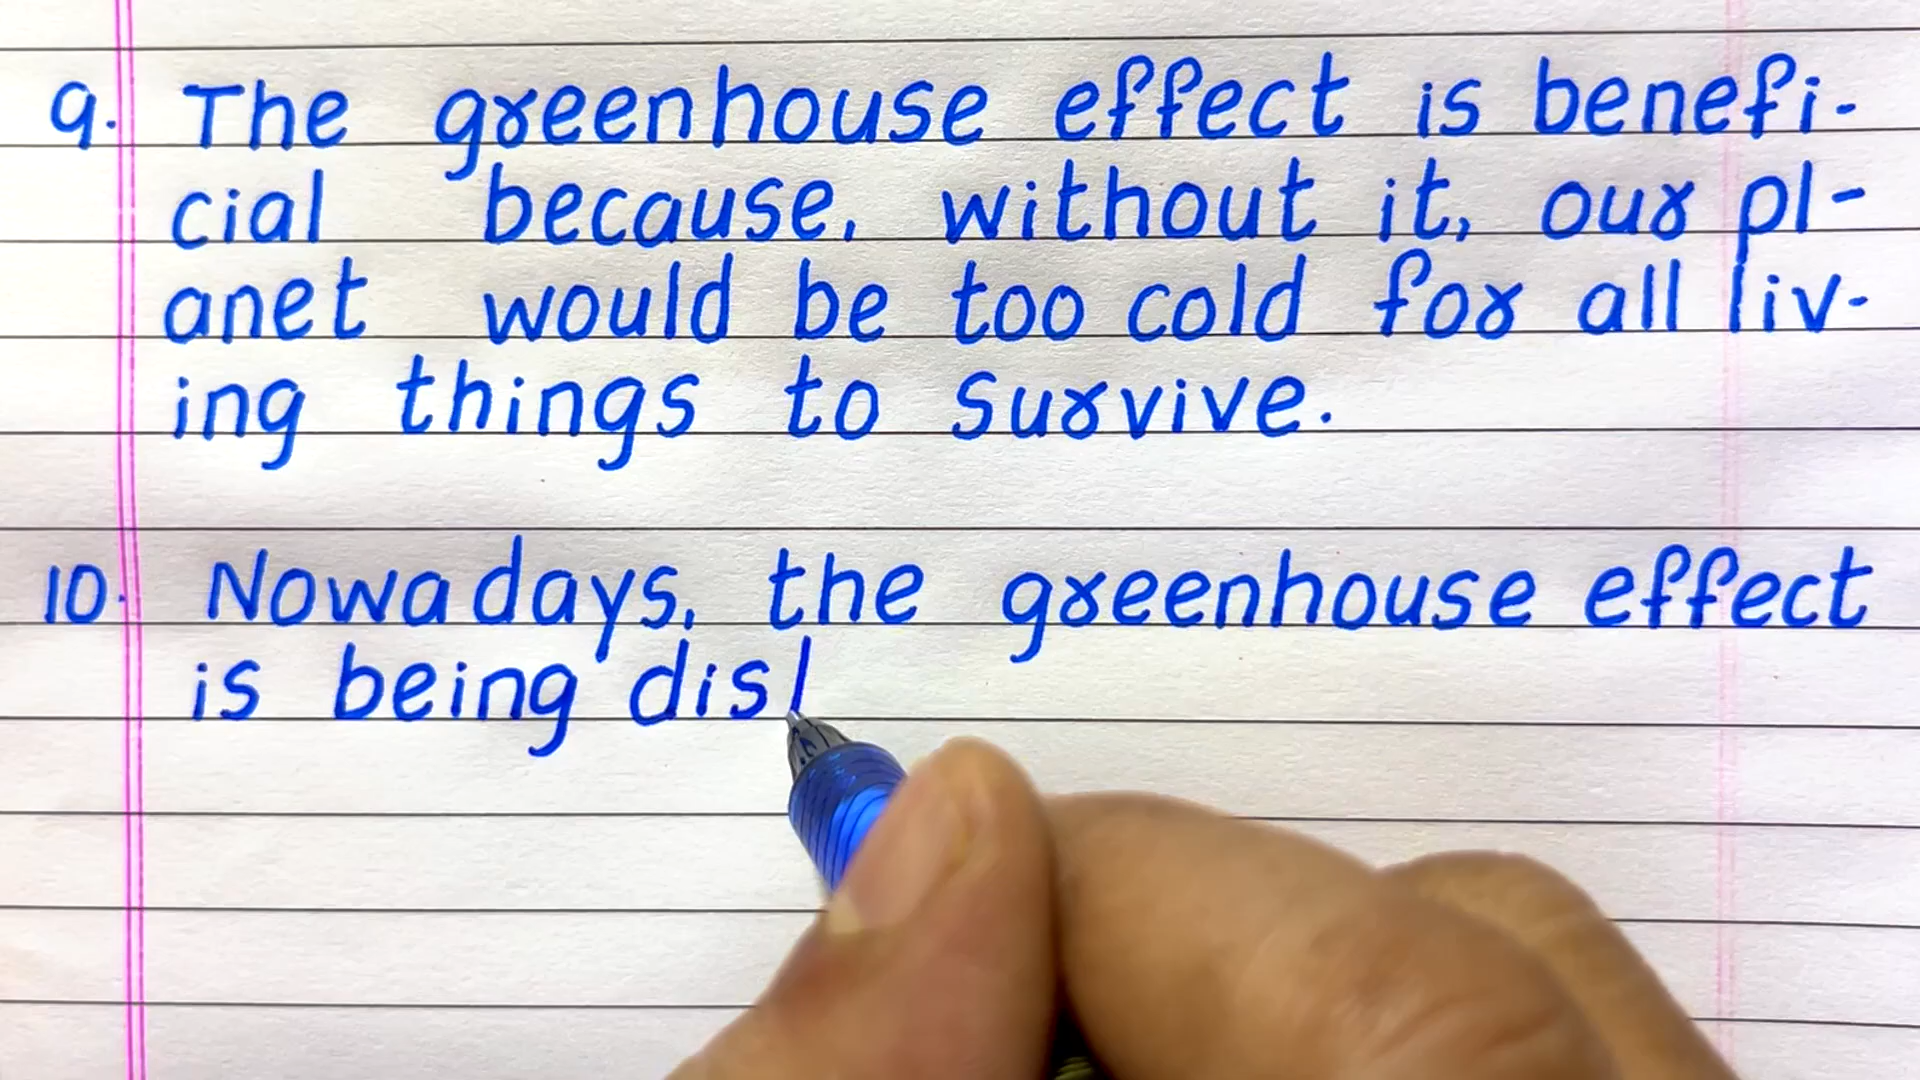 9. The greenhouse effect is benefi-
cial because, without it, our pl-
anet would be too cold for all liv-
ing things to survive.
10. Nowadays, the greenhouse effect
is being disl